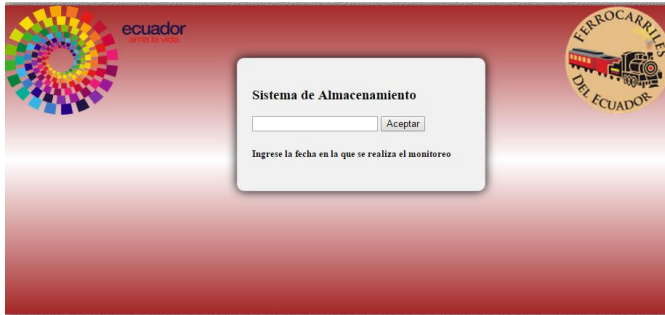 ecuador
ama la vida
FERROCARRILES
DEL ECUADOR
Sistema de Almacenamiento
Aceptar
Ingrese la fecha en la que se realiza el monitoreo